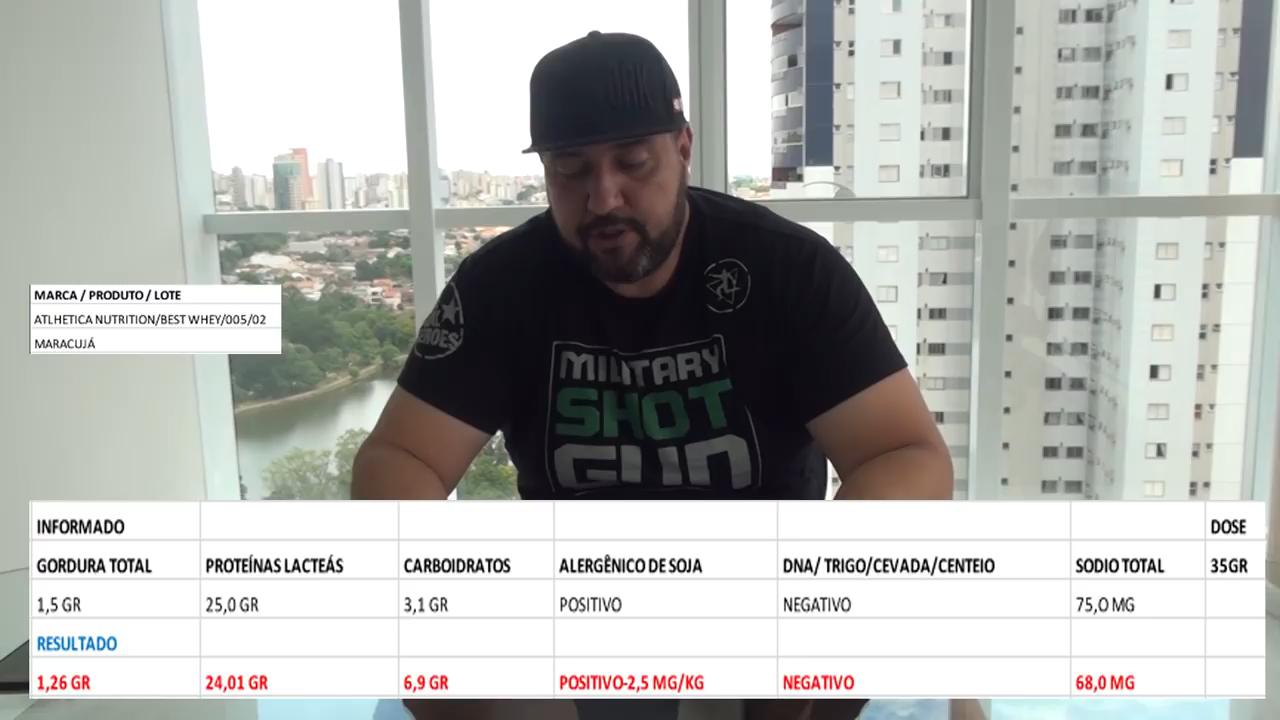 MARCA / PRODUTO / LOTE
ATLHETICA NUTRITION/BEST WHEY/005/02
MARACUJÁ
MILITARY
SHOT
GUN
INFORMADO DOSE
GORDURA TOTAL PROTEÍNAS LACTEÁS CARBOIDRATOS ALERGÊNICO DE SOJA DNA/ TRIGO/CEVADA/CENTEIO SODIO TOTAL 35GR
1,5 GR 25,0 GR 3,1 GR POSITIVO NEGATIVO 75,O MG
RESULTADO
1,26 GR 24,01 GR 6,9 GR POSITIVO-2,5 MG/KG NEGATIVO 68,0 MG